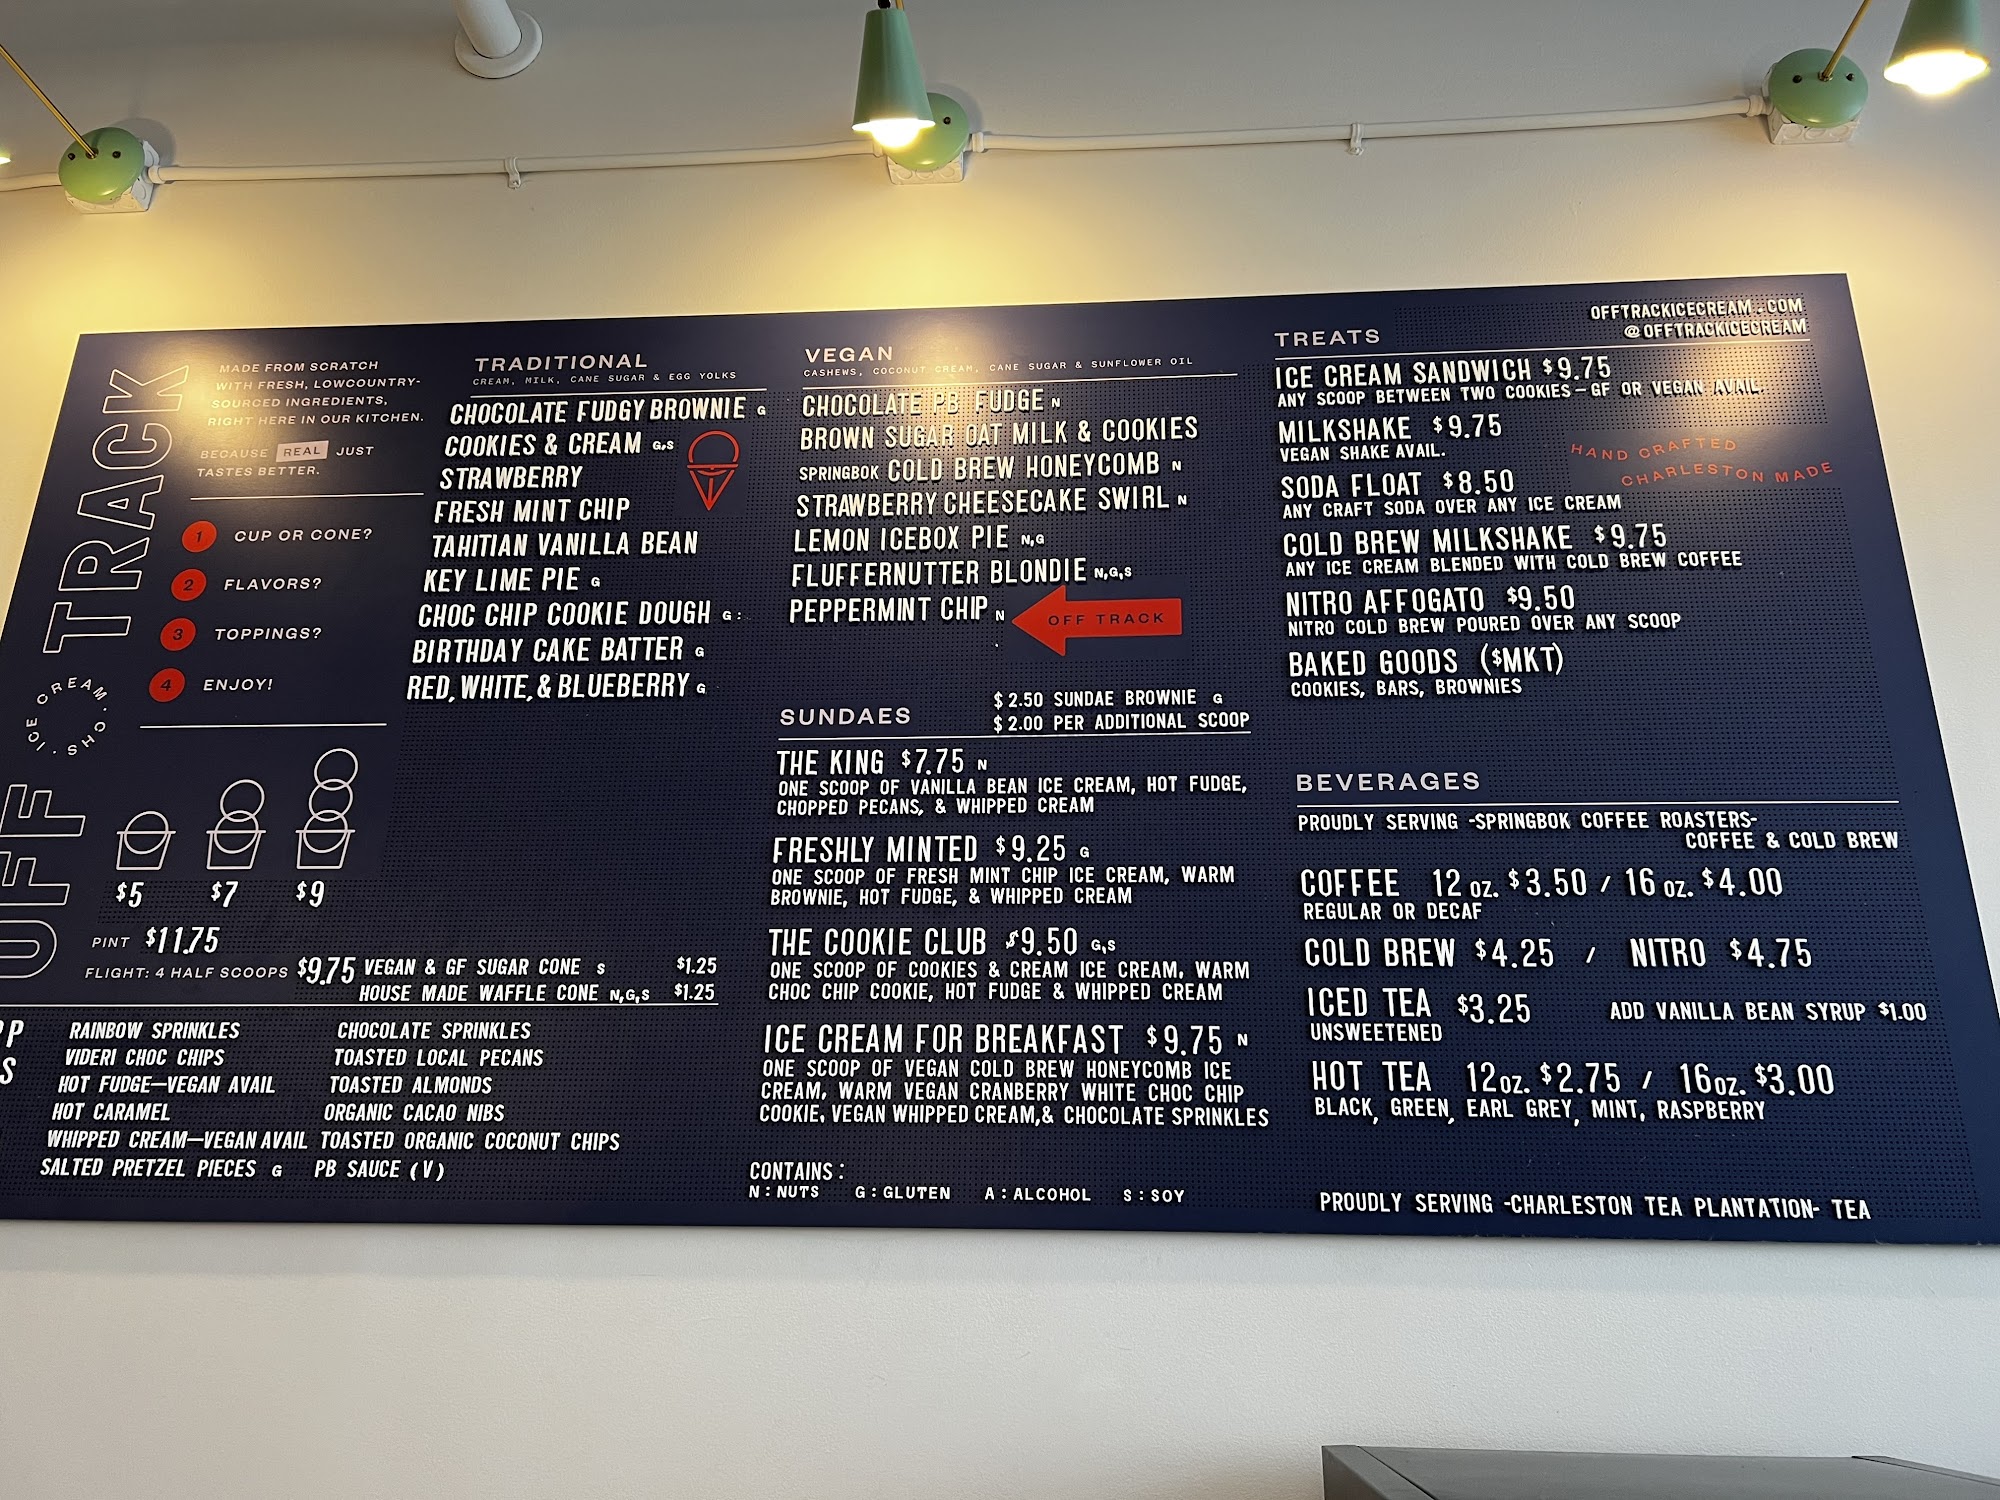 OFF TRACK
ICE CREAM . CHS .
MADE FROM SCRATCH
WITH FRESH, LOWCOUNTRY-
SOURCED INGREDIENTS,
RIGHT HERE IN OUR KITCHEN.
BECAUSE REAL JUST
TASTES BETTER.
1 CUP OR CONE?
2 FLAVORS?
3 TOPPINGS?
4 ENJOY!
$5 $7 $9
PINT $11.75
FLIGHT: 4 HALF SCOOPS $9.75
VEGAN & GF SUGAR CONE S $1.25
HOUSE MADE WAFFLE CONE N,G,S $1.25
RAINBOW SPRINKLES
VIDERI CHOC CHIPS
HOT FUDGE—VEGAN AVAIL
HOT CARAMEL
WHIPPED CREAM—VEGAN AVAIL
SALTED PRETZEL PIECES G
CHOCOLATE SPRINKLES
TOASTED LOCAL PECANS
TOASTED ALMONDS
ORGANIC CACAO NIBS
TOASTED ORGANIC COCONUT CHIPS
PB SAUCE (V)
TRADITIONAL
CREAM, MILK, CANE SUGAR & EGG YOLKS
CHOCOLATE FUDGY BROWNIE G
COOKIES & CREAM G,S
STRAWBERRY
FRESH MINT CHIP
TAHITIAN VANILLA BEAN
KEY LIME PIE G
CHOC CHIP COOKIE DOUGH G :
BIRTHDAY CAKE BATTER G
RED, WHITE, & BLUEBERRY G
VEGAN
CASHEWS, COCONUT CREAM, CANE SUGAR & SUNFLOWER OIL
CHOCOLATE PB FUDGE N
BROWN SUGAR OAT MILK & COOKIES
SPRINGBOK COLD BREW HONEYCOMB N
STRAWBERRY CHEESECAKE SWIRL N
LEMON ICEBOX PIE N,G
FLUFFERNUTTER BLONDIE N,G,S
PEPPERMINT CHIP N
OFF TRACK
SUNDAES
$2.50 SUNDAE BROWNIE G
$2.00 PER ADDITIONAL SCOOP
THE KING $7.75 N
ONE SCOOP OF VANILLA BEAN ICE CREAM, HOT FUDGE,
CHOPPED PECANS, & WHIPPED CREAM
FRESHLY MINTED $9.25 G
ONE SCOOP OF FRESH MINT CHIP ICE CREAM, WARM
BROWNIE, HOT FUDGE, & WHIPPED CREAM
THE COOKIE CLUB $9.50 G,S
ONE SCOOP OF COOKIES & CREAM ICE CREAM, WARM
CHOC CHIP COOKIE, HOT FUDGE & WHIPPED CREAM
ICE CREAM FOR BREAKFAST $9.75 N
ONE SCOOP OF VEGAN COLD BREW HONEYCOMB ICE
CREAM, WARM VEGAN CRANBERRY WHITE CHOC CHIP
COOKIE, VEGAN WHIPPED CREAM,& CHOCOLATE SPRINKLES
CONTAINS:
N:NUTS G:GLUTEN A:ALCOHOL S:SOY
OFFTRACKICECREAM.COM
@OFFTRACKICECREAM
TREATS
ICE CREAM SANDWICH $9.75
ANY SCOOP BETWEEN TWO COOKIES—GF OR VEGAN AVAIL.
MILKSHAKE $9.75
VEGAN SHAKE AVAIL.
HAND CRAFTED
CHARLESTON MADE
SODA FLOAT $8.50
ANY CRAFT SODA OVER ANY ICE CREAM
COLD BREW MILKSHAKE $9.75
ANY ICE CREAM BLENDED WITH COLD BREW COFFEE
NITRO AFFOGATO $9.50
NITRO COLD BREW POURED OVER ANY SCOOP
BAKED GOODS ($MKT)
COOKIES, BARS, BROWNIES
BEVERAGES
PROUDLY SERVING -SPRINGBOK COFFEE ROASTERS-
COFFEE & COLD BREW
COFFEE 12 OZ. $3.50 / 16 OZ. $4.00
REGULAR OR DECAF
COLD BREW $4.25 / NITRO $4.75
ICED TEA $3.25 ADD VANILLA BEAN SYRUP $1.00
UNSWEETENED
HOT TEA 12OZ. $2.75 / 16OZ. $3.00
BLACK, GREEN, EARL GREY, MINT, RASPBERRY
PROUDLY SERVING -CHARLESTON TEA PLANTATION- TEA